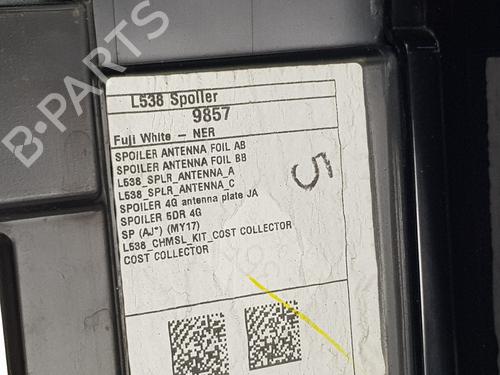 B-PARTS
L538 Spoiler
9857
Fuji White - NER
SPOILER ANTENNA FOIL AB
SPOILER ANTENNA FOIL BB
L538_SPLR_ANTENNA_A
L538_SPLR_ANTENNA_C
SPOILER 4G antenna plate JA
SPOILER 5DR 4G
SP (AJ*) (MY17)
L538_CHMSL_KIT_COST COLLECTOR
COST COLLECTOR
5